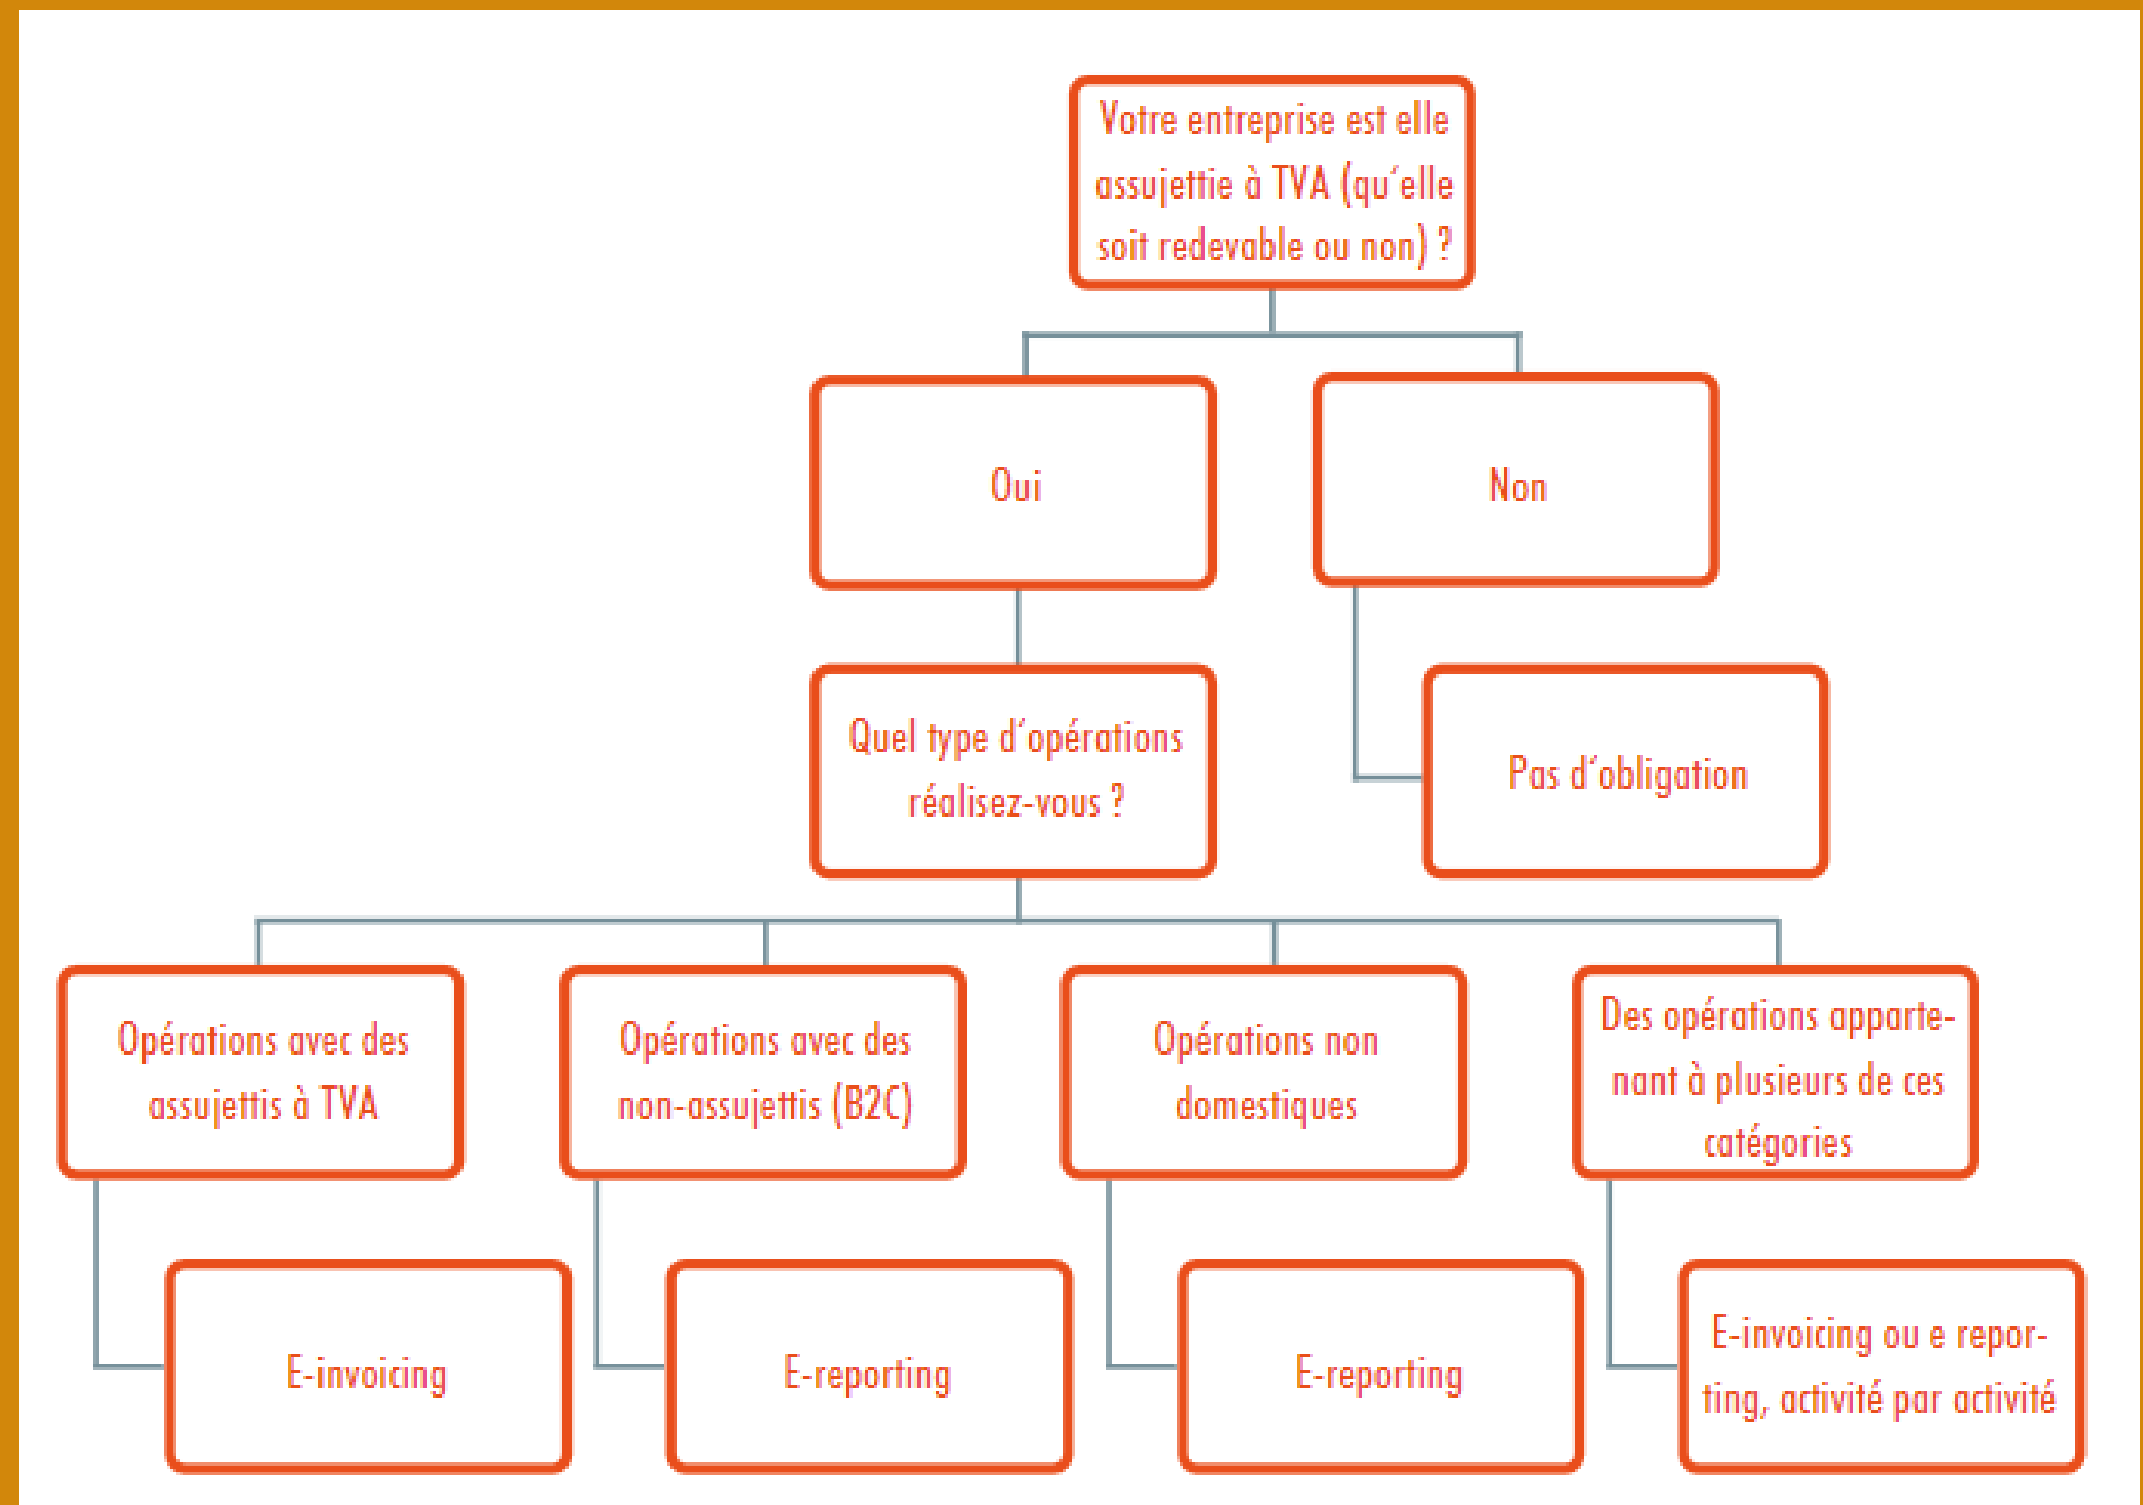 Votre entreprise est elle
assujettie à TVA (qu´elle
soit redevable ou non) ?
Oui
Non
Quel type d´opérations
réalisez-vous ?
Pas d´obligation
Opérations avec des
assujettis à TVA
Opérations avec des
non-assujettis (B2C)
Opérations non
domestiques
Des opérations apparte-
nant à plusieurs de ces
catégories
E-invoicing
E-reporting
E-reporting
E-invoicing ou e repor-
ting, activité par activité